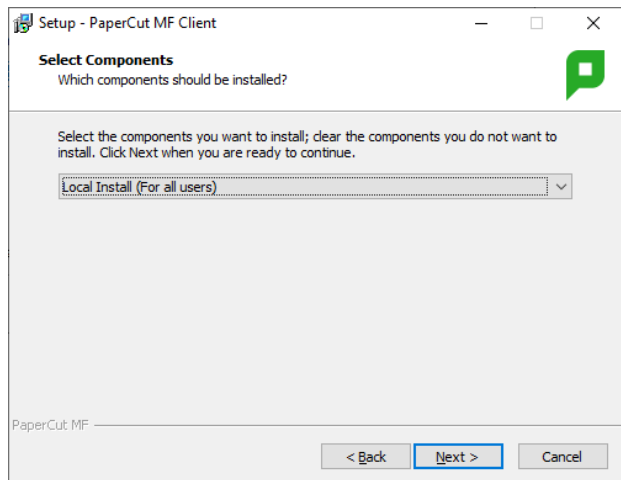 Setup - PaperCut MF Client
Select Components
Which components should be installed?
Select the components you want to install; clear the components you do not want to
install. Click Next when you are ready to continue.
Local Install (For all users)
PaperCut MF
< Back
Next >
Cancel